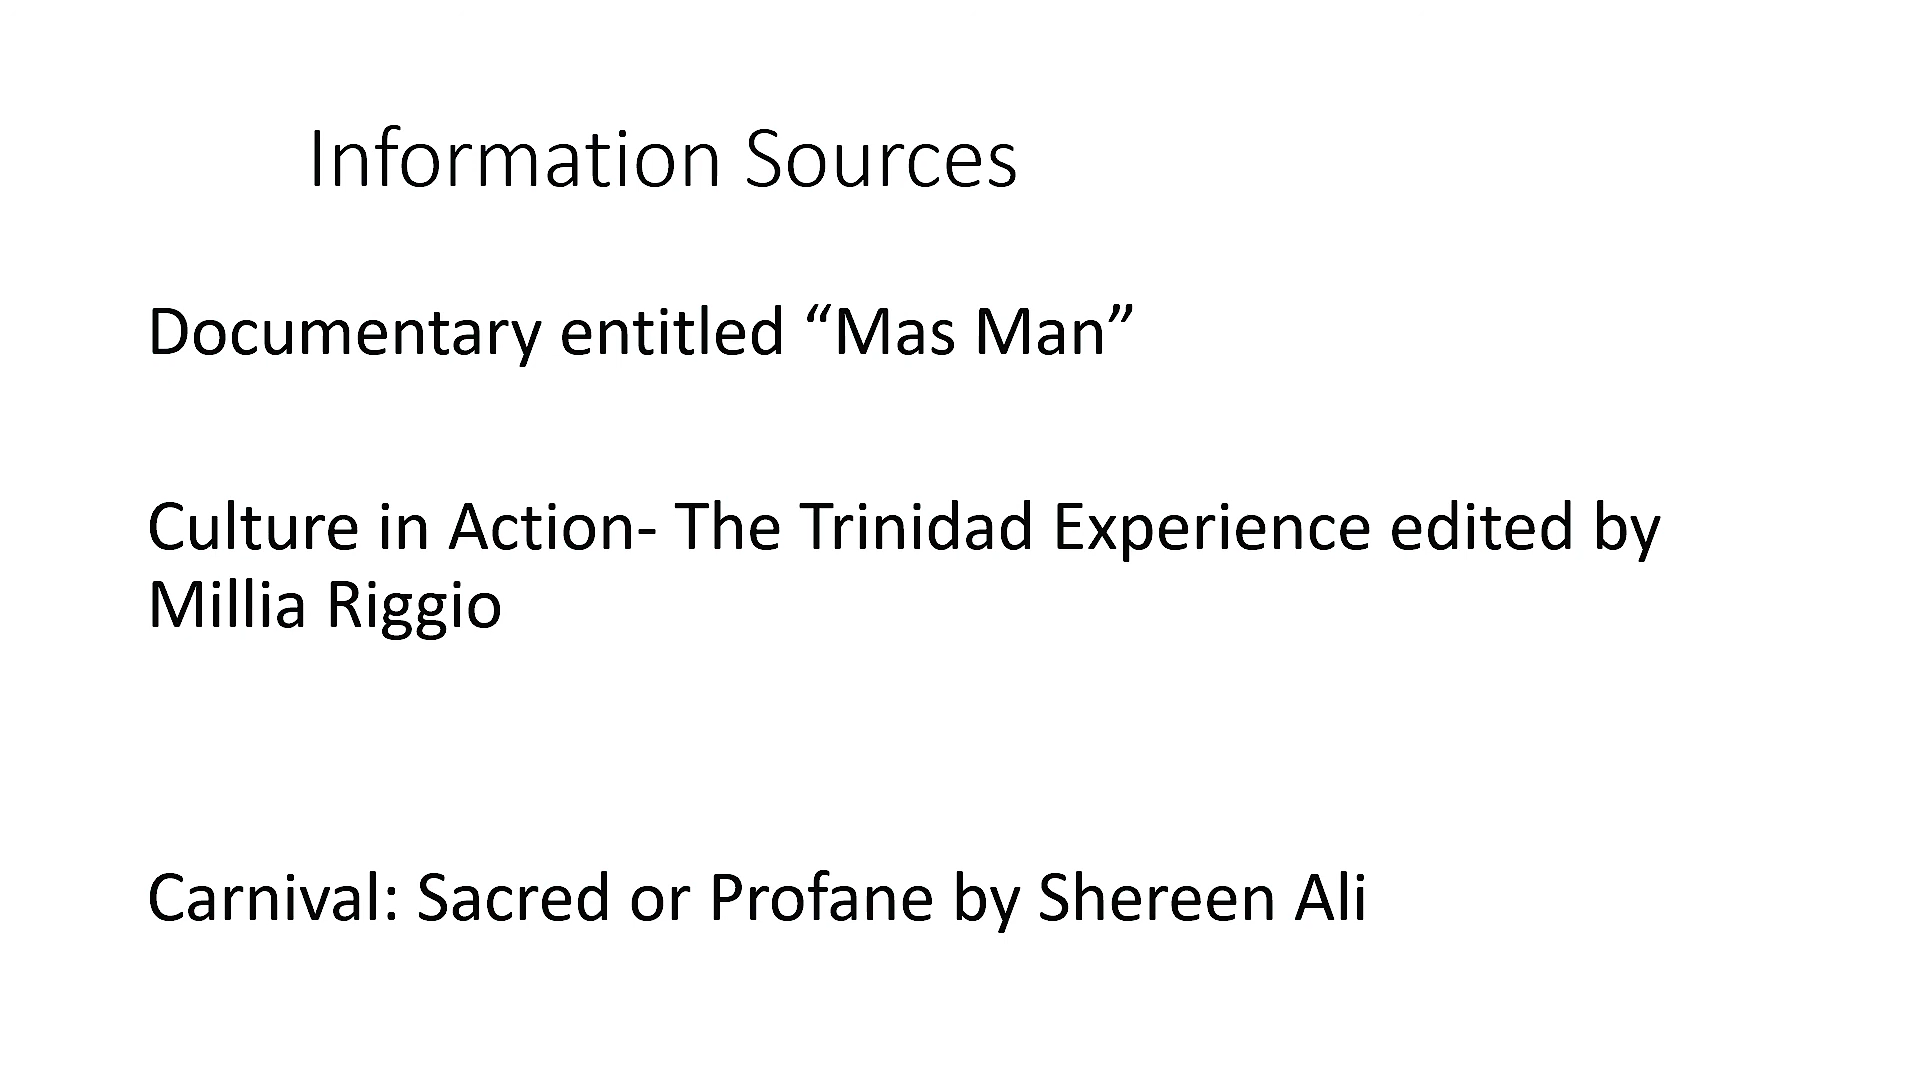 Information Sources
Documentary entitled “Mas Man”
Culture in Action- The Trinidad Experience edited by
Millia Riggio
Carnival: Sacred or Profane by Shereen Ali